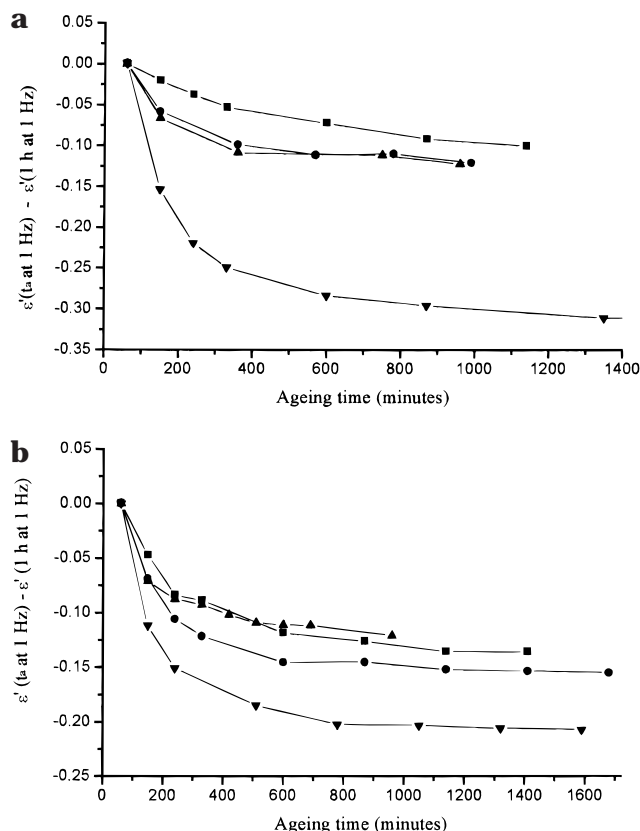 a
0.05
0.00
-0.05
-0.10
-0.15
-0.20
-0.25
-0.30
-0.35
ε'(ta at 1 Hz) - ε'(1 h at 1 Hz)
0 200 400 600 800 1000 1200 1400
Ageing time (minutes)
b
0.05
0.00
-0.05
-0.10
-0.15
-0.20
-0.25
ε' (ta at 1 Hz) - ε' (1 h at 1 Hz)
0 200 400 600 800 1000 1200 1400 1600
Ageing time (minutes)